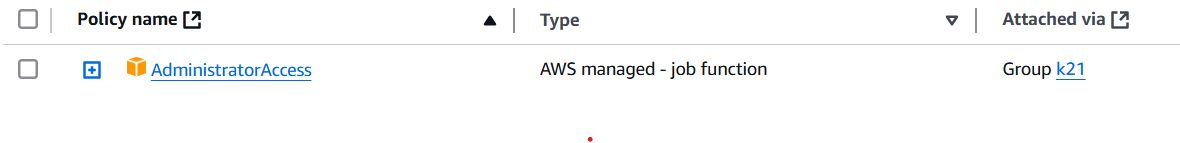 Policy name Type Attached via
AdministratorAccess AWS managed - job function Group k21